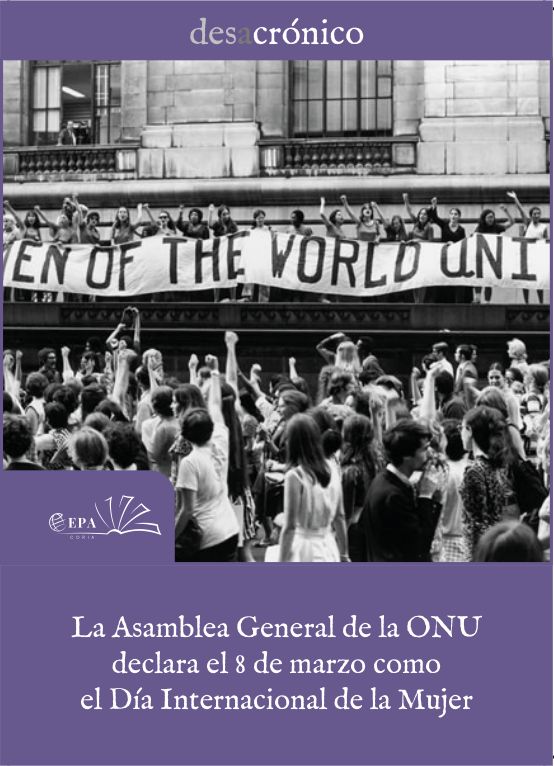 desacrónico
EN OF THE WORLD UNI
EPA
CORIA
La Asamblea General de la ONU
declara el 8 de marzo como
el Día Internacional de la Mujer